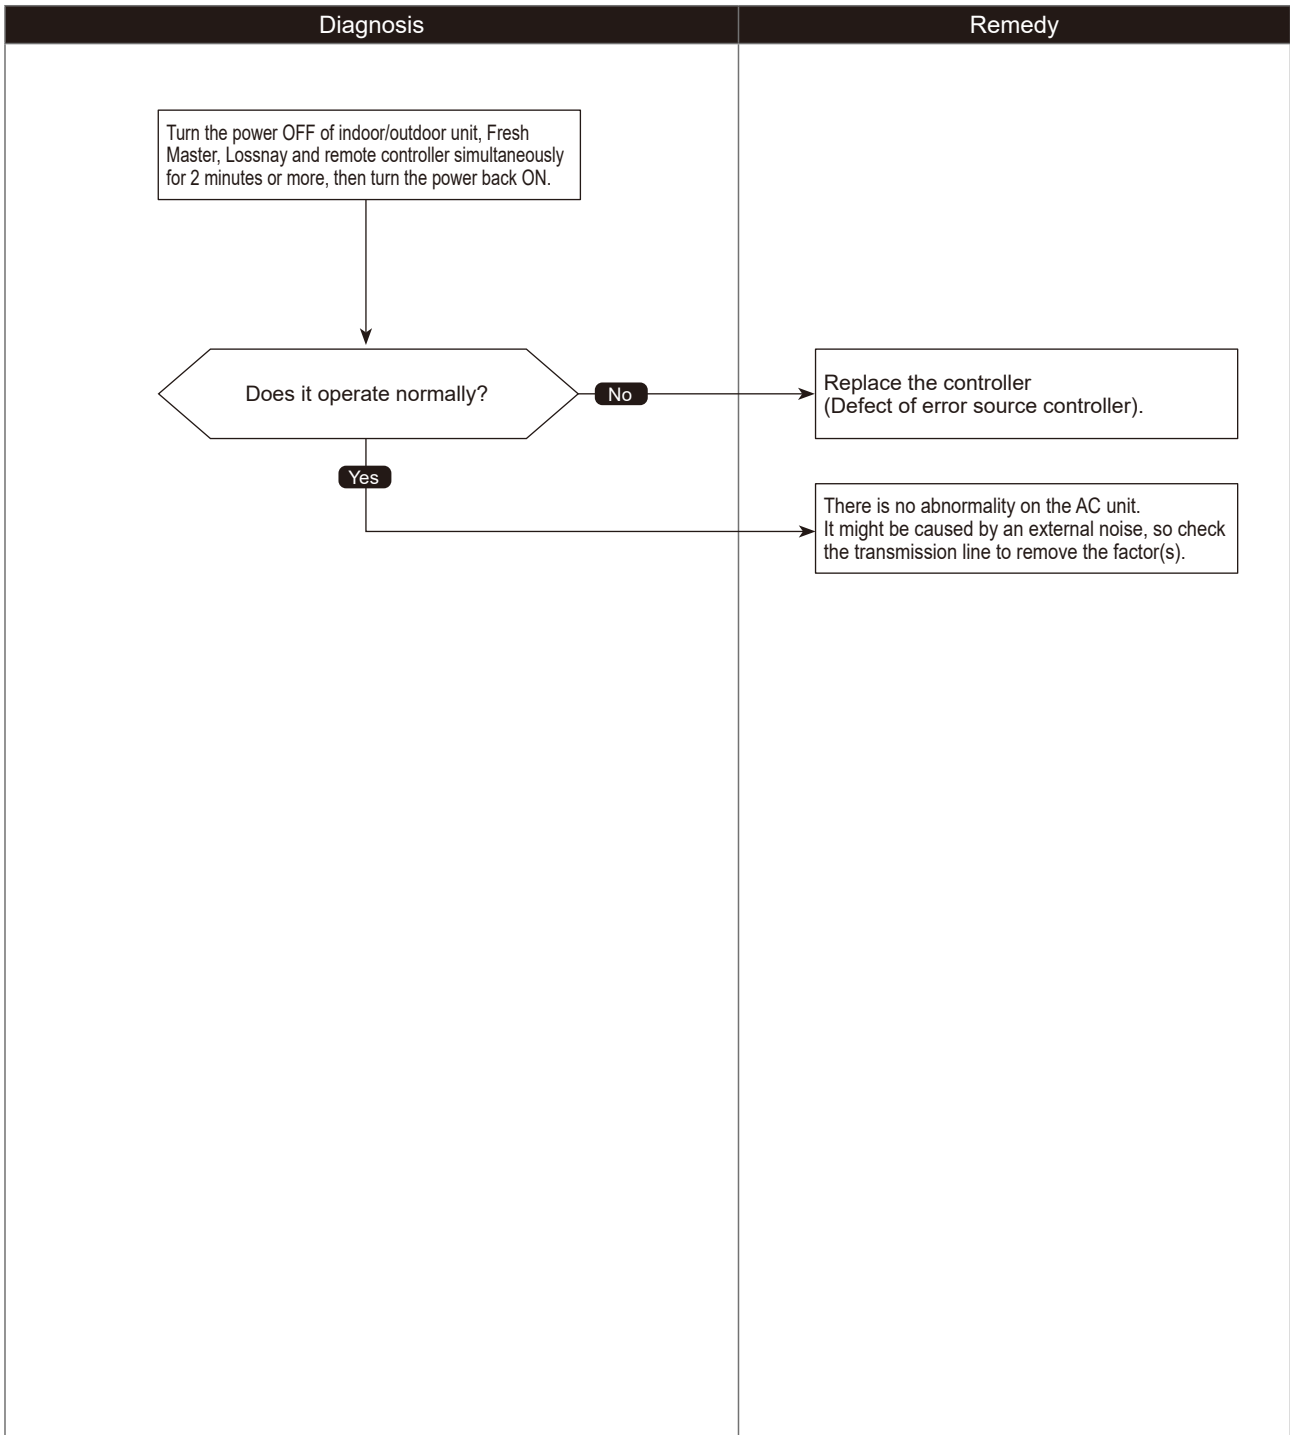 Diagnosis
Remedy
Turn the power OFF of indoor/outdoor unit, Fresh
Master, Lossnay and remote controller simultaneously
for 2 minutes or more, then turn the power back ON.
Does it operate normally?
No
Replace the controller
(Defect of error source controller).
Yes
There is no abnormality on the AC unit.
It might be caused by an external noise, so check
the transmission line to remove the factor(s).